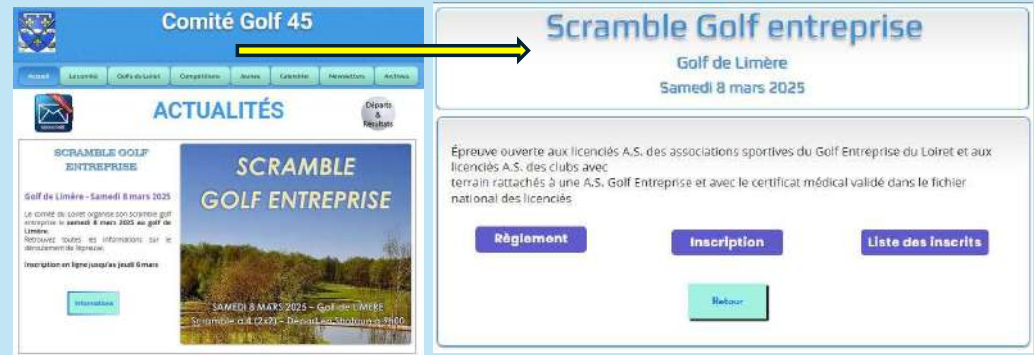 Comité Golf 45
Accueil
Le comité
Golfs du Loiret
Compétitions
Jeunes
Calendrier
Newsletters
Archives
ACTUALITÉS
Départs
&
Résultats
SCRAMBLE GOLF
ENTREPRISE
Golf de Limère - Samedi 8 mars 2025
Le comité du Loiret organise son scramble golf
entreprise le samedi 8 mars 2025 au golf de
Limère.
Retrouvez toutes les informations sur le
déroulement de l'épreuve.
Inscription en ligne jusqu'au jeudi 6 mars
Informations
SCRAMBLE
GOLF ENTREPRISE
SAMEDI 8 MARS 2025 – Golf de LIMERE
Scramble à 4 (2x2) – Départ en Shotgun à 9h00
Scramble Golf entreprise
Golf de Limère
Samedi 8 mars 2025
Épreuve ouverte aux licenciés A.S. des associations sportives du Golf Entreprise du Loiret et aux
licenciés A.S. des clubs avec
terrain rattachés à une A.S. Golf Entreprise et avec le certificat médical validé dans le fichier
national des licenciés
Règlement
Inscription
Liste des inscrits
Retour